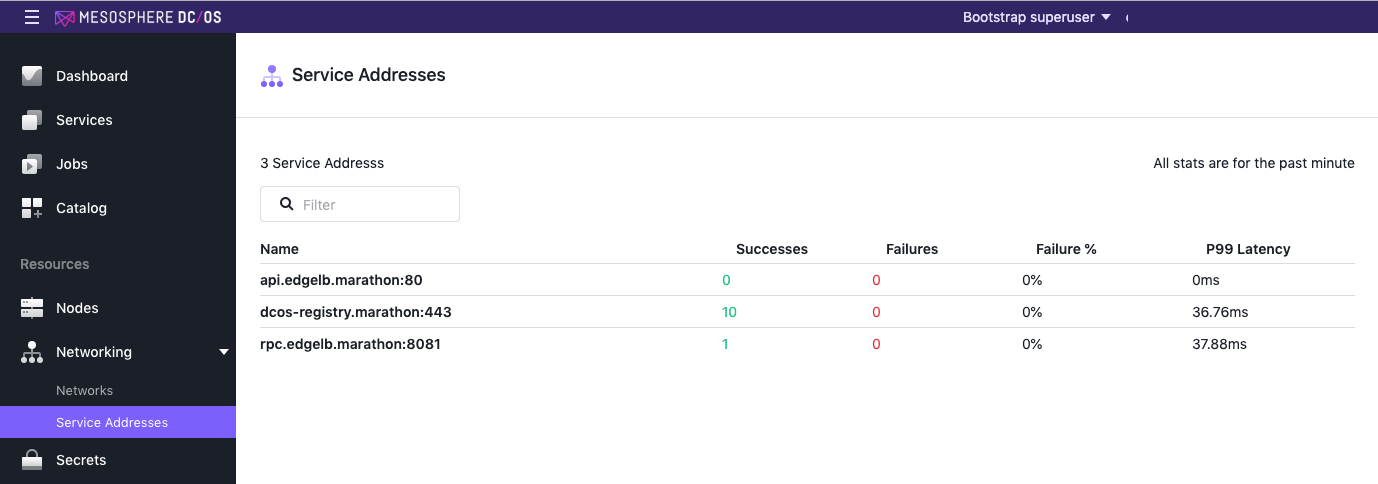 MESOSPHERE DC/OS
Bootstrap superuser
Dashboard
Services
Jobs
Catalog
Resources
Nodes
Networking
Networks
Service Addresses
Secrets
Service Addresses
3 Service Addresss
All stats are for the past minute
Filter
Name Successes Failures Failure % P99 Latency
api.edgelb.marathon:80 0 0 0% 0ms
dcos-registry.marathon:443 10 0 0% 36.76ms
rpc.edgelb.marathon:8081 1 0 0% 37.88ms